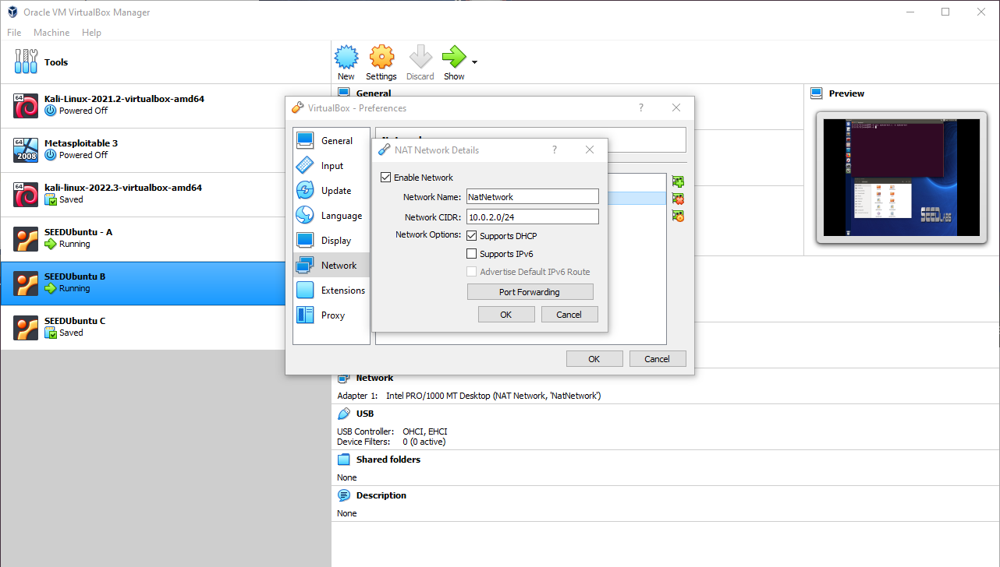 Oracle VM VirtualBox Manager
File Machine Help
Tools
New Settings Discard Show
64
Kali-Linux-2021.2-virtualbox-amd64
Powered Off
64
2008
Metasploitable 3
Powered Off
64
kali-linux-2022.3-virtualbox-amd64
Saved
SEEDUbuntu - A
Running
SEEDUbuntu B
Running
SEEDUbuntu C
Saved
General
Preview
SEED LABS
VirtualBox - Preferences ?
General
Input
Update
Language
Display
Network
Extensions
Proxy
NAT Network Details ?
Enable Network
Network Name: NatNetwork
Network CIDR: 10.0.2.0/24
Network Options: Supports DHCP
Supports IPv6
Advertise Default IPv6 Route
Port Forwarding
OK Cancel
OK Cancel
Network
Adapter 1: Intel PRO/1000 MT Desktop (NAT Network, 'NatNetwork')
USB
USB Controller: OHCI, EHCI
Device Filters: 0 (0 active)
Shared folders
None
Description
None